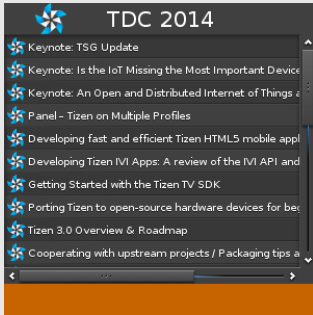 TDC 2014
Keynote: TSG Update
Keynote: Is the IoT Missing the Most Important Device
Keynote: An Open and Distributed Internet of Things a
Panel – Tizen on Multiple Profiles
Developing fast and efficient Tizen HTML5 mobile appl
Developing Tizen IVI Apps: A review of the IVI API and
Getting Started with the Tizen TV SDK
Porting Tizen to open-source hardware devices for beg
Tizen 3.0 Overview & Roadmap
Cooperating with upstream projects / Packaging tips a